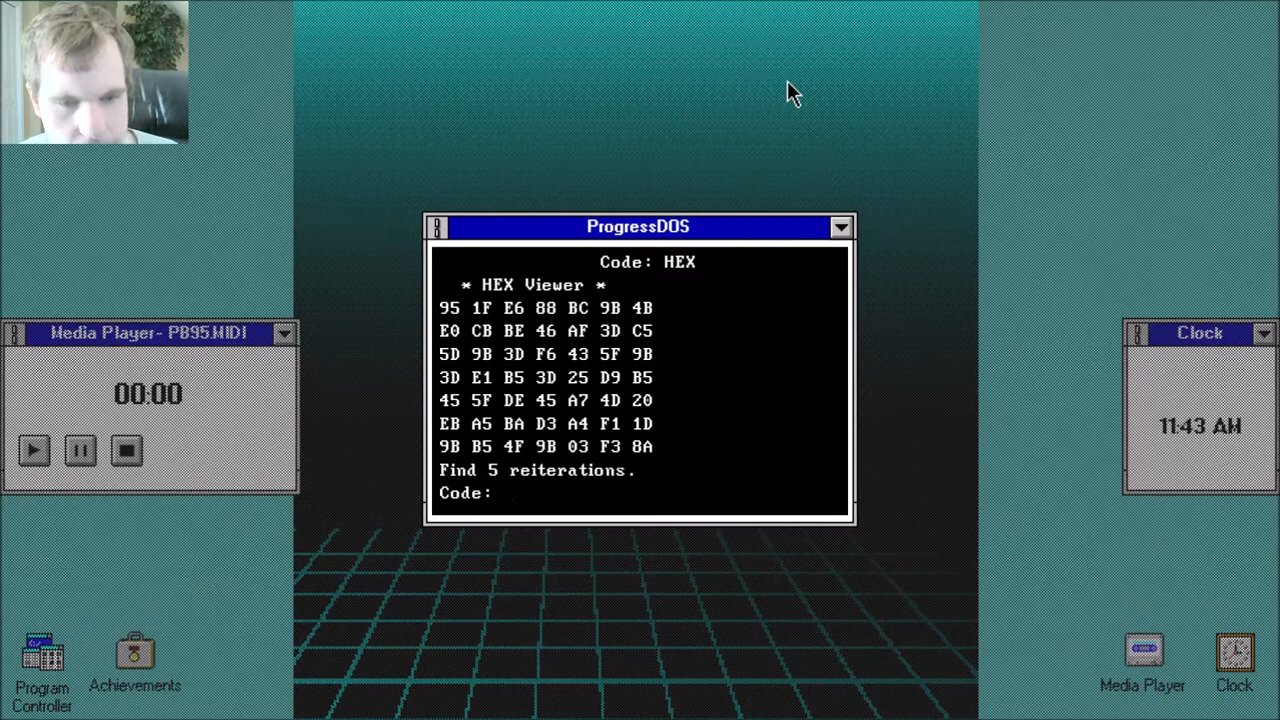 ProgressDOS
Code: HEX
* HEX Viewer *
95 1F E6 88 BC 9B 4B
E0 CB BE 46 AF 3D C5
5D 9B 3D F6 43 5F 9B
3D E1 B5 3D 25 D9 B5
45 5F DE 45 A7 4D 20
EB A5 BA D3 A4 F1 1D
9B B5 4F 9B 03 F3 8A
Find 5 reiterations.
Code:
Media Player- PB95.MIDI
00:00
Clock
11:43 AM
Program
Controller
Achievements
Media Player
Clock